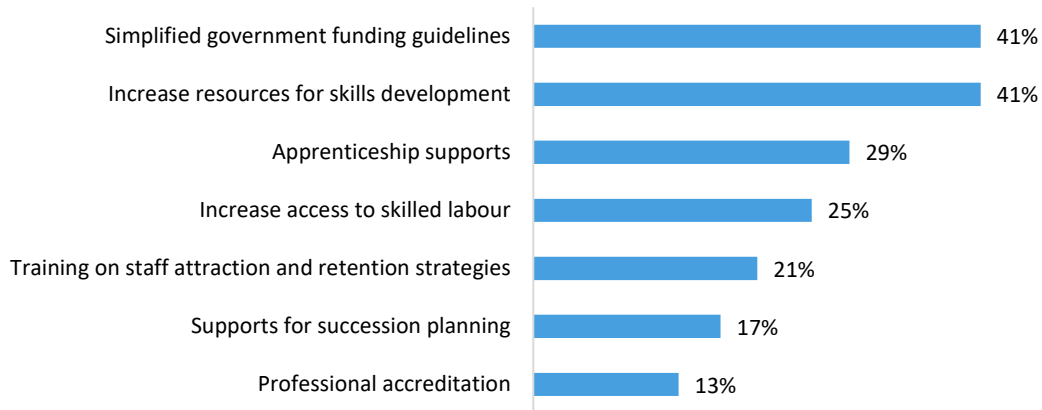 Simplified government funding guidelines 41%
Increase resources for skills development 41%
Apprenticeship supports 29%
Increase access to skilled labour 25%
Training on staff attraction and retention strategies 21%
Supports for succession planning 17%
Professional accreditation 13%